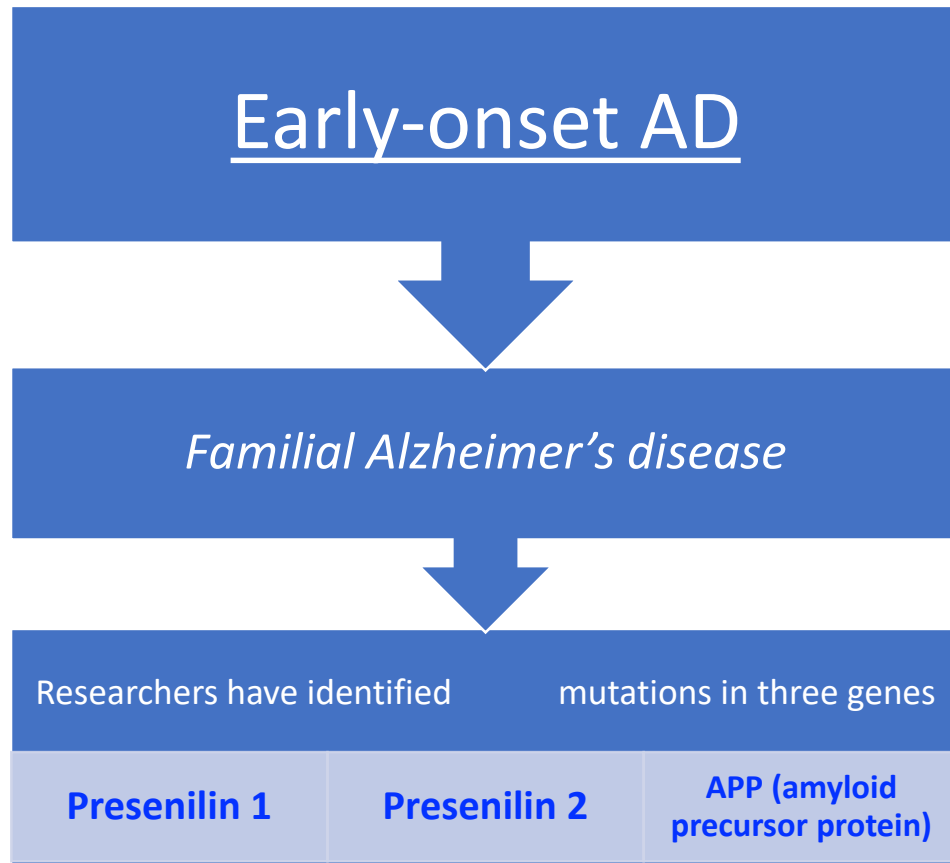 Early-onset AD
Familial Alzheimer’s disease
Researchers have identified mutations in three genes
Presenilin 1
Presenilin 2
APP (amyloid
precursor protein)